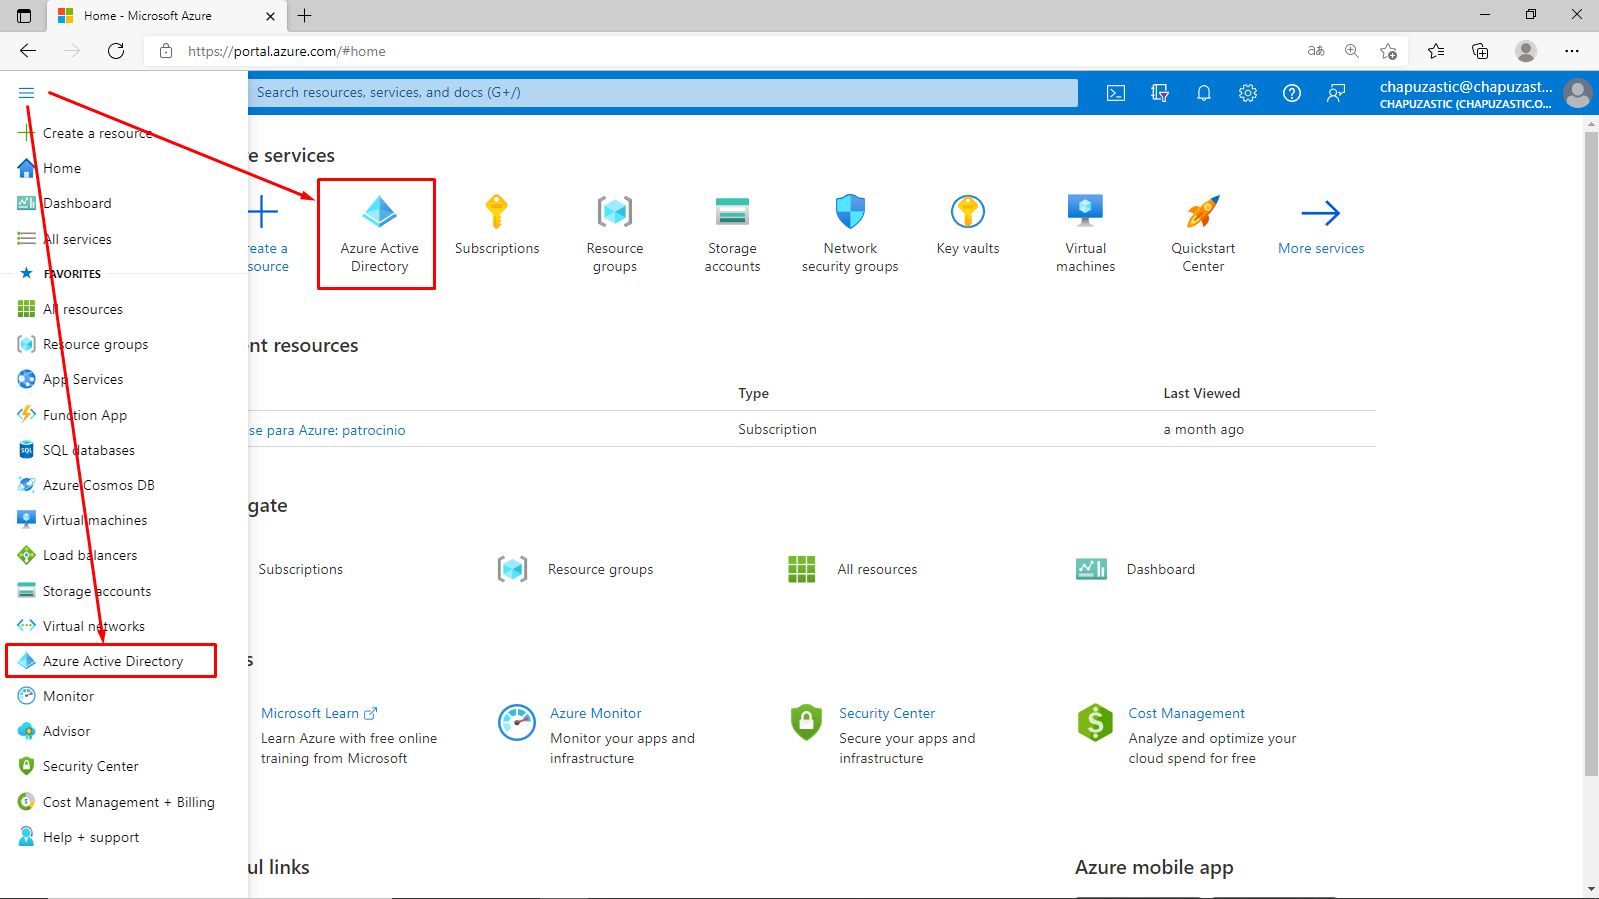 Home - Microsoft Azure
https://portal.azure.com/#home
aあ
Search resources, services, and docs (G+/)
chapuzastic@chapuzast...
CHAPUZASTIC (CHAPUZASTIC.O...
Create a resource
Home
Dashboard
All services
FAVORITES
All resources
Resource groups
App Services
Function App
SQL databases
Azure Cosmos DB
Virtual machines
Load balancers
Storage accounts
Virtual networks
Azure Active Directory
Monitor
Advisor
Security Center
Cost Management + Billing
Help + support
e services
reate a
source
Azure Active
Directory
Subscriptions
Resource
groups
Storage
accounts
Network
security groups
Key vaults
Virtual
machines
Quickstart
Center
More services
nt resources
Type
Last Viewed
se para Azure: patrocinio
Subscription
a month ago
gate
Subscriptions
Resource groups
All resources
Dashboard
s
Microsoft Learn
Learn Azure with free online
training from Microsoft
Azure Monitor
Monitor your apps and
infrastructure
Security Center
Secure your apps and
infrastructure
Cost Management
Analyze and optimize your
cloud spend for free
ul links
Azure mobile app